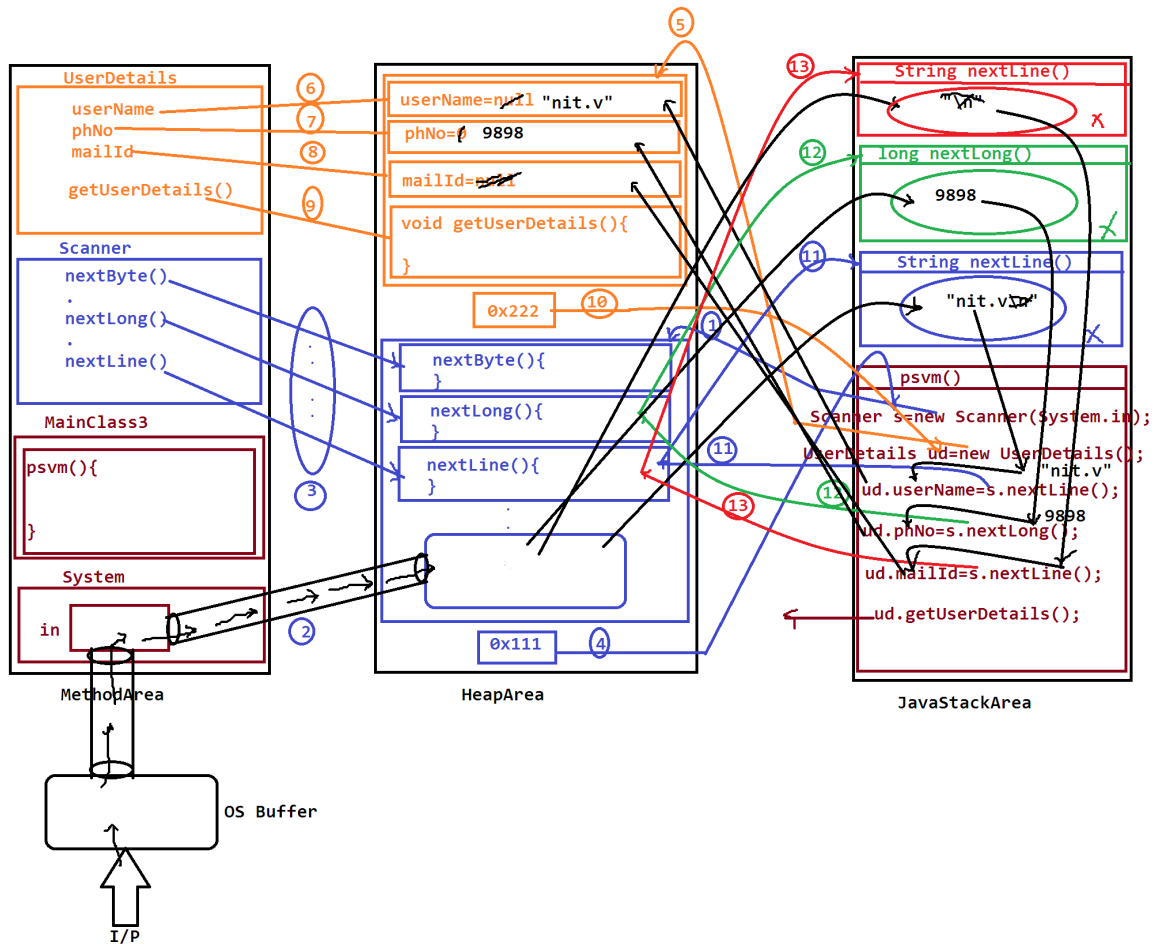 UserDetails
userName
phNo
mailId
getUserDetails()
Scanner
nextByte()
.
nextLong()
.
nextLine()
MainClass3
psvm(){
}
System
in
MethodArea
OS Buffer
I/P
6
7
8
9
3
2
userName=null "nit.v"
phNo=0 9898
mailId=null
void getUserDetails(){
}
0x222
10
nextByte(){
}
nextLong(){
}
nextLine(){
}
0x111
4
HeapArea
5
1
13
12
11
11
12
13
String nextLine()
x
long nextLong()
9898
x
String nextLine()
"nit.v\n"
x
psvm()
Scanner s=new Scanner(System.in);
UserDetails ud=new UserDetails();
"nit.v"
ud.userName=s.nextLine();
9898
ud.phNo=s.nextLong();
ud.mailId=s.nextLine();
ud.getUserDetails();
JavaStackArea